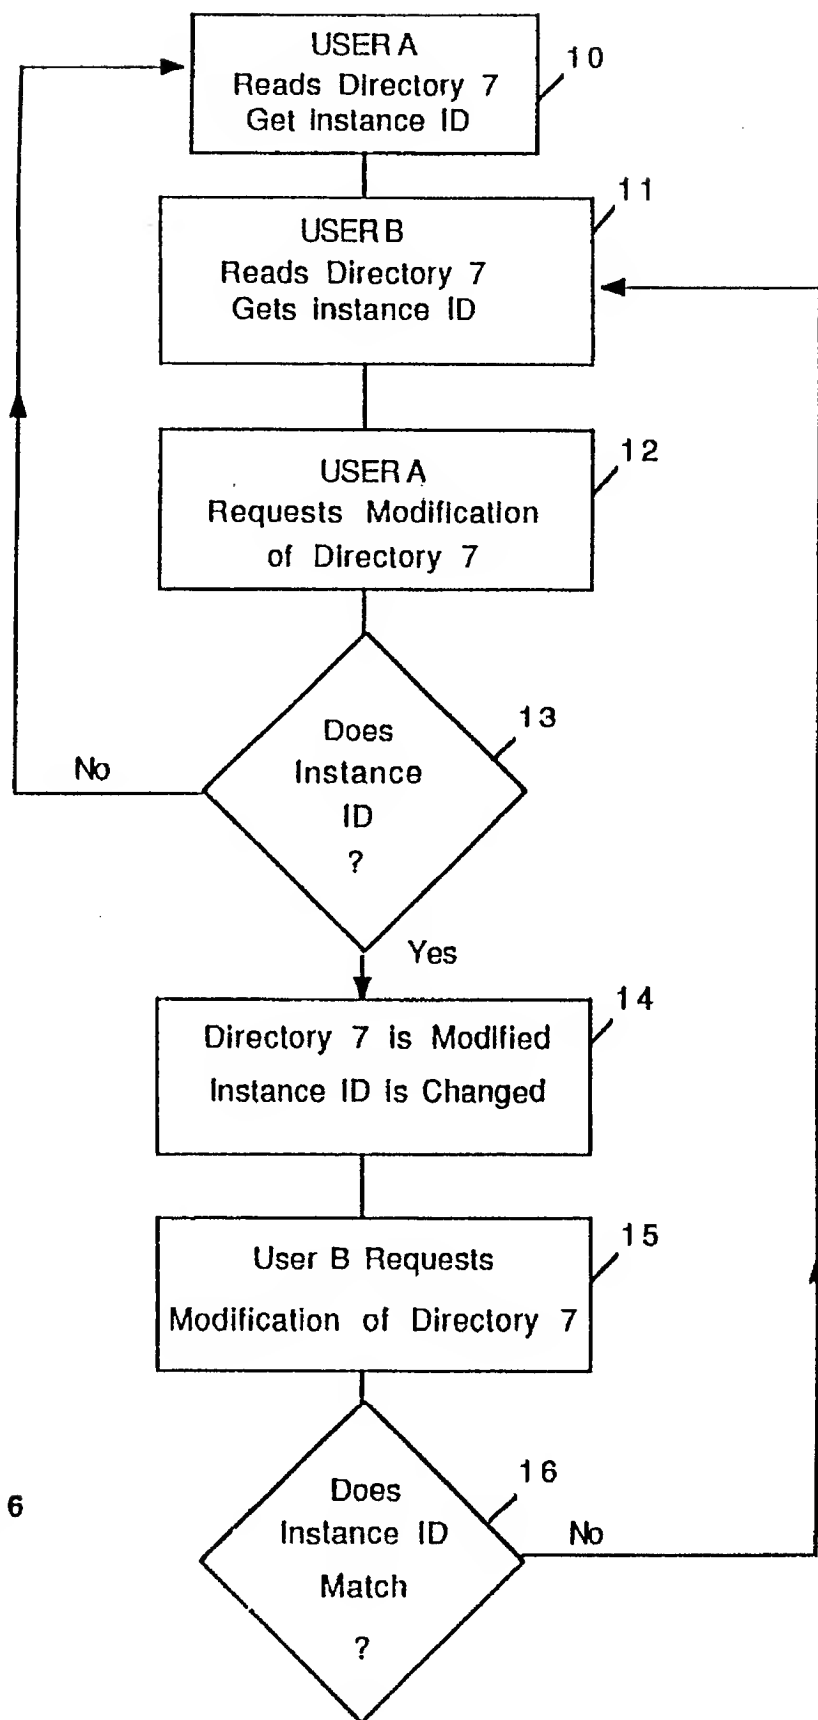 USER A
Reads Directory 7
Get Instance ID
10
USER B
Reads Directory 7
Gets instance ID
11
USER A
Requests Modification
of Directory 7
12
Does
Instance
ID
?
13
No
Yes
Directory 7 is Modified
Instance ID is Changed
14
User B Requests
Modification of Directory 7
15
Does
Instance ID
Match
?
16
No
6